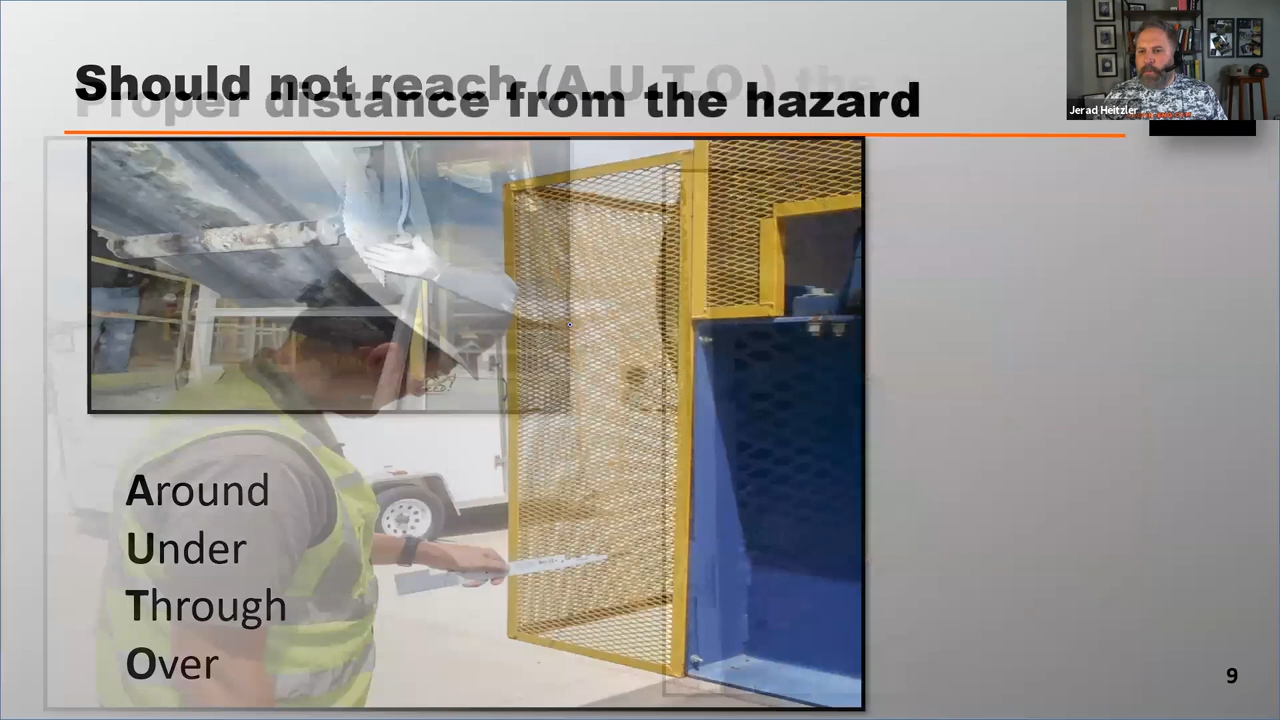 Should not reach (A.U.T.O.) the
Proper distance from the hazard
Jerad Heitzler
Around
Under
Through
Over
9